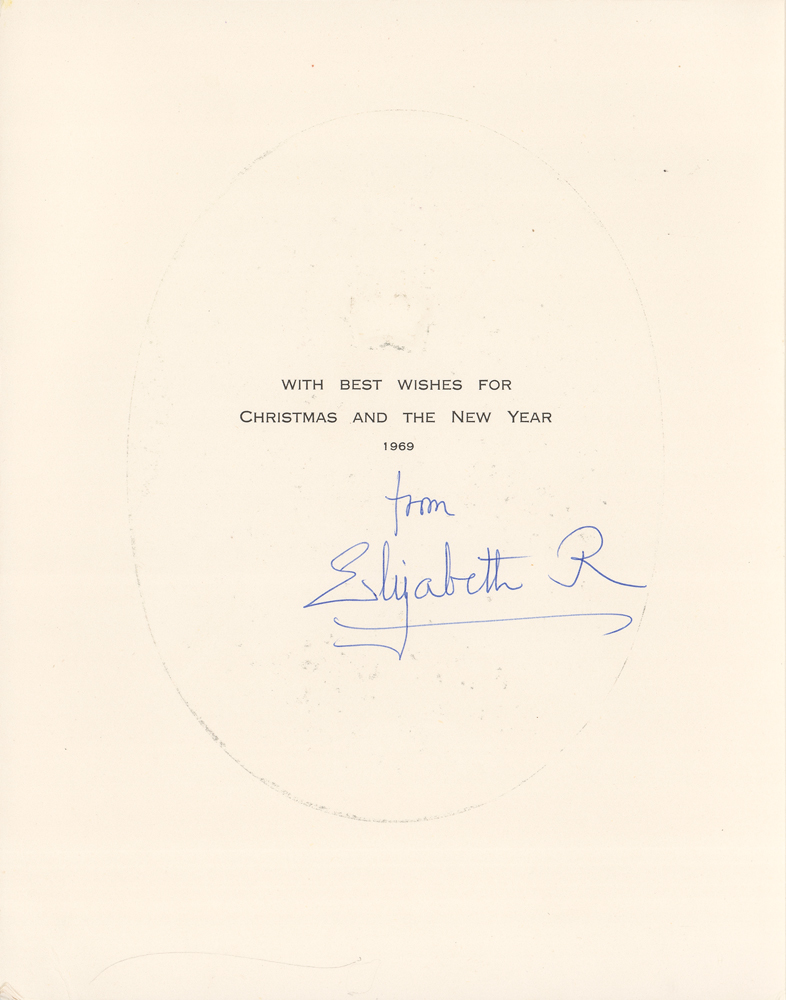 WITH BEST WISHES FOR
CHRISTMAS AND THE NEW YEAR
1969
from
Elizabeth R